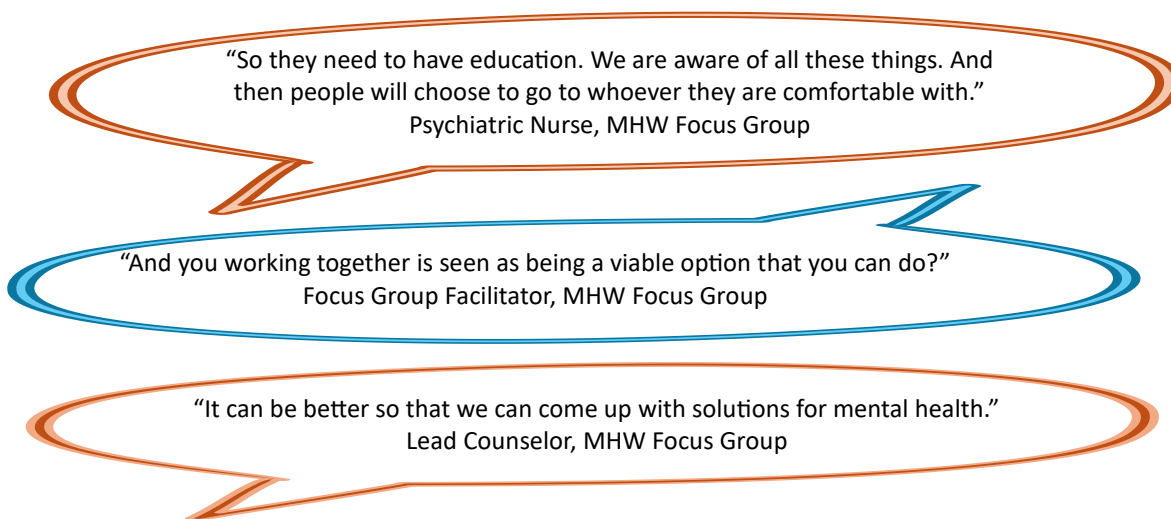 “So they need to have education. We are aware of all these things. And
then people will choose to go to whoever they are comfortable with.”
Psychiatric Nurse, MHW Focus Group
“And you working together is seen as being a viable option that you can do?”
Focus Group Facilitator, MHW Focus Group
“It can be better so that we can come up with solutions for mental health.”
Lead Counselor, MHW Focus Group